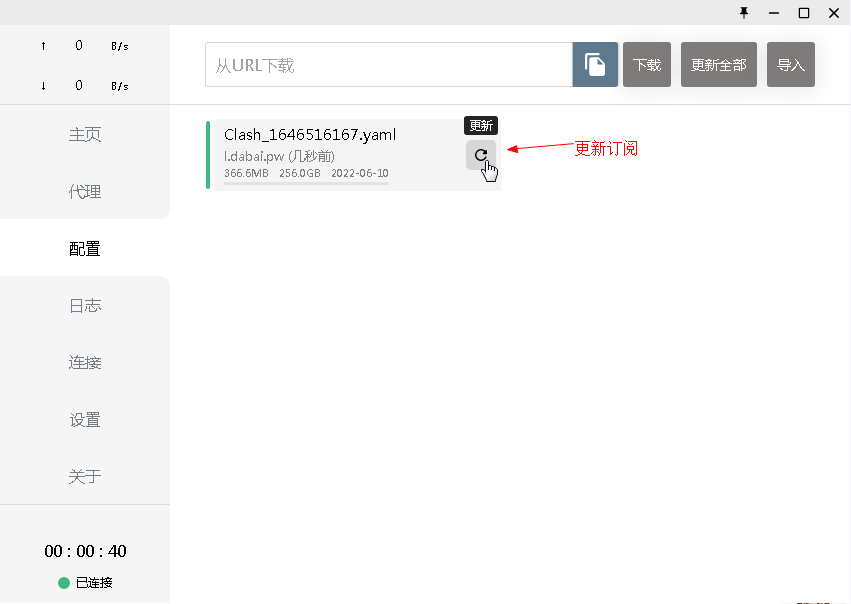 ↑ 0 B/s
↓ 0 B/s
主页
代理
配置
日志
连接
设置
关于
00 : 00 : 40
已连接
从URL下载
下载
更新全部
导入
Clash_1646516167.yaml
更新
l.dabai.pw (几秒前)
366.6MB 256.0GB 2022-06-10
更新订阅